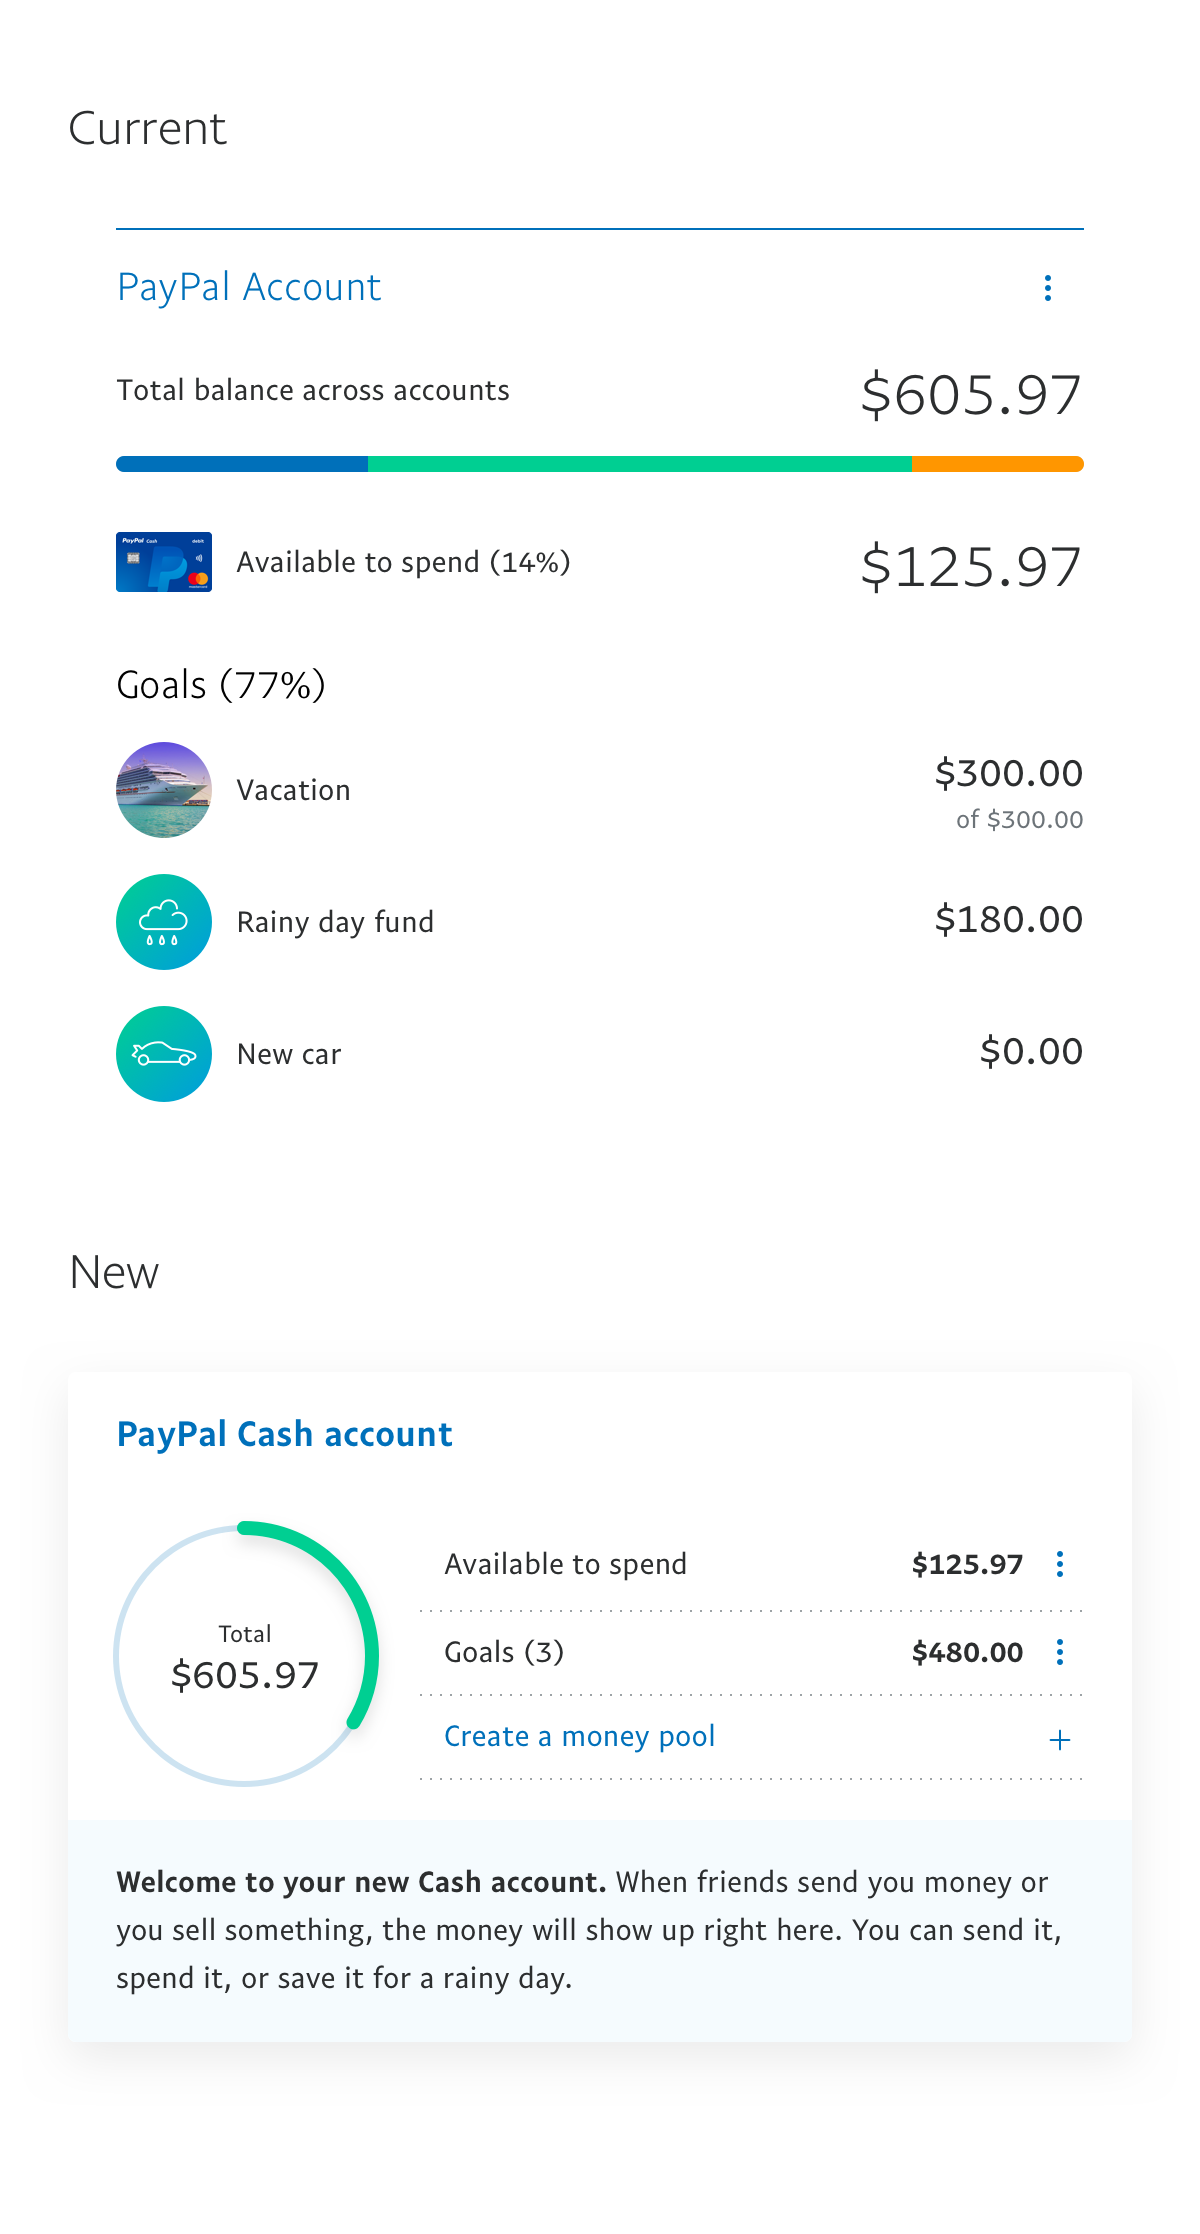 Current
PayPal Account
Total balance across accounts
$605.97
PayPal Cash debit
Available to spend (14%)
$125.97
Goals (77%)
Vacation
$300.00
of $300.00
Rainy day fund
$180.00
New car
$0.00
New
PayPal Cash account
Total
$605.97
Available to spend
$125.97
Goals (3)
$480.00
Create a money pool
+
Welcome to your new Cash account. When friends send you money or
you sell something, the money will show up right here. You can send it,
spend it, or save it for a rainy day.